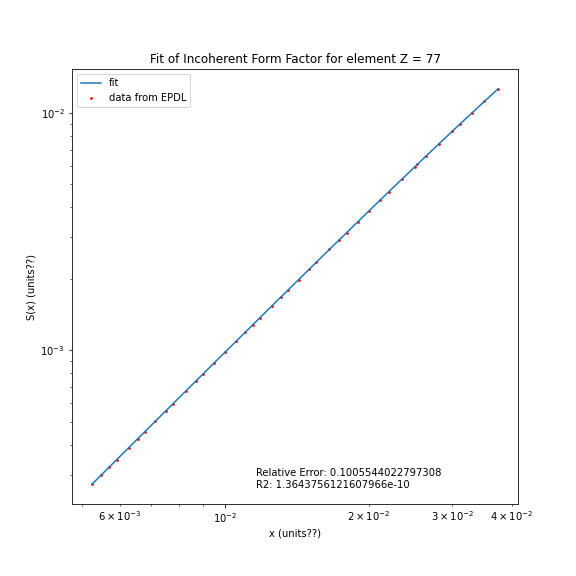 Fit of Incoherent Form Factor for element Z = 77
fit
data from EPDL
10⁻²
10⁻³
S(x) (units??)
Relative Error: 0.1005544022797308
R2: 1.3643756121607966e-10
6 × 10⁻³ 10⁻² 2 × 10⁻² 3 × 10⁻² 4 × 10⁻²
x (units??)